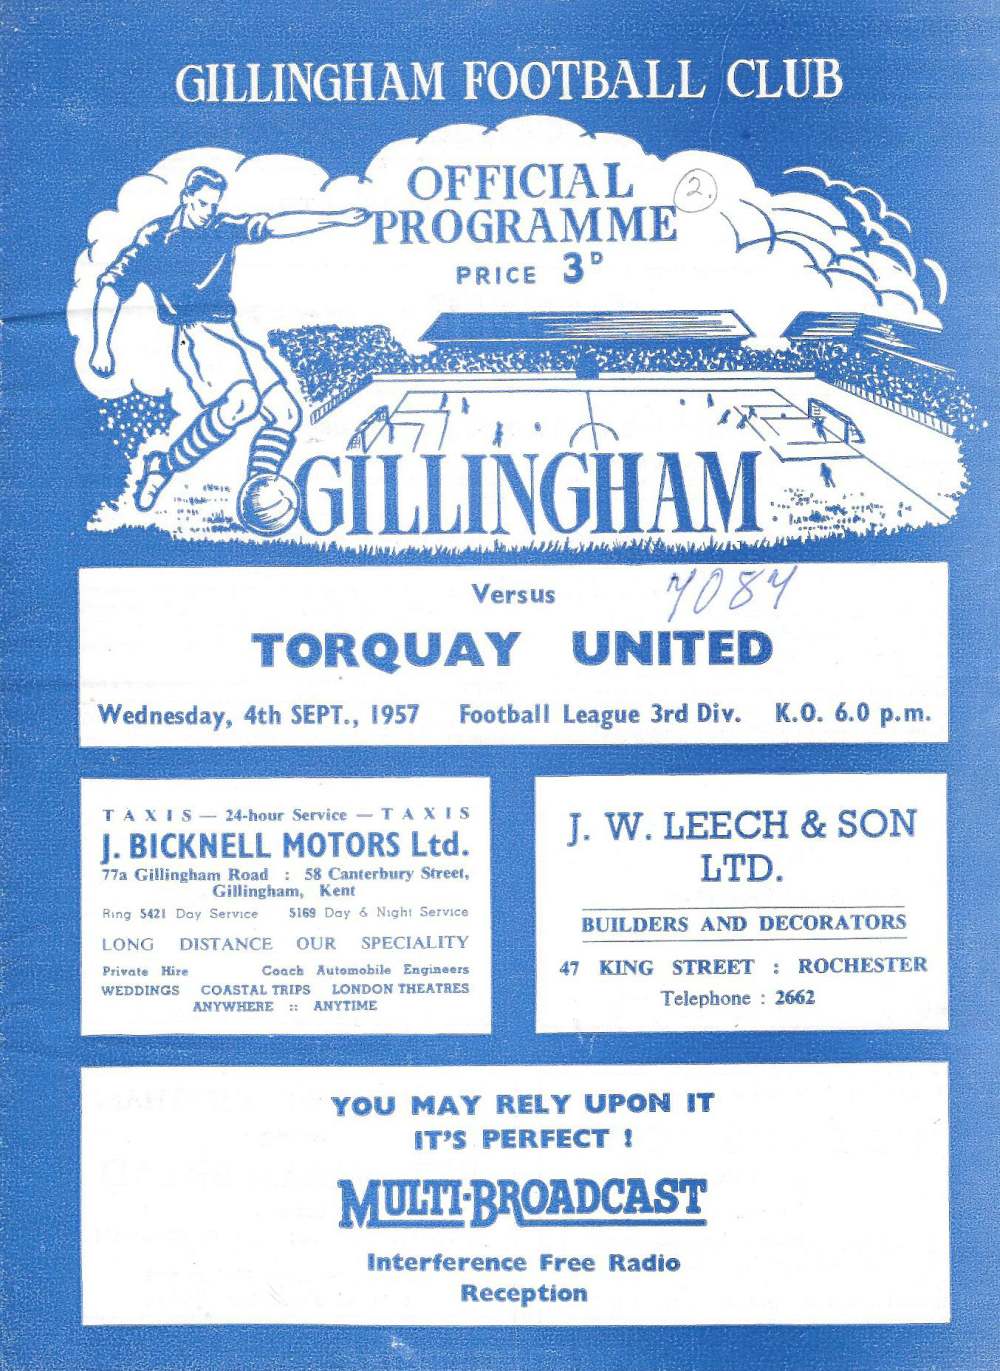 GILLINGHAM FOOTBALL CLUB
OFFICIAL
PROGRAMME
2.
PRICE 3D
GILLINGHAM
Versus
7087
TORQUAY UNITED
Wednesday, 4th SEPT., 1957 Football League 3rd Div. K.O. 6.0 p.m.
TAXIS — 24-hour Service — TAXIS
J. BICKNELL MOTORS Ltd.
77a Gillingham Road : 58 Canterbury Street,
Gillingham, Kent
Ring 5421 Day Service 5169 Day & Night Service
LONG DISTANCE OUR SPECIALITY
Private Hire Coach Automobile Engineers
WEDDINGS COASTAL TRIPS LONDON THEATRES
ANYWHERE :: ANYTIME
J. W. LEECH & SON
LTD.
BUILDERS AND DECORATORS
47 KING STREET : ROCHESTER
Telephone : 2662
YOU MAY RELY UPON IT
IT'S PERFECT !
MULTI-BROADCAST
Interference Free Radio
Reception